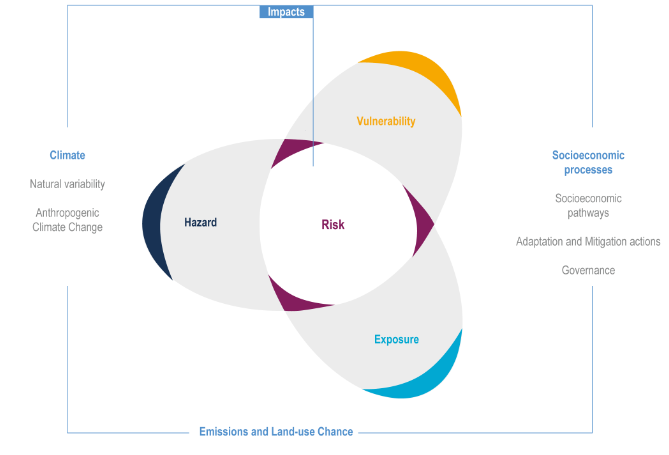 Impacts
Vulnerability
Climate
Natural variability
Anthropogenic
Climate Change
Hazard
Risk
Socioeconomic
processes
Socioeconomic
pathways
Adaptation and Mitigation actions
Governance
Exposure
Emissions and Land-use Chance